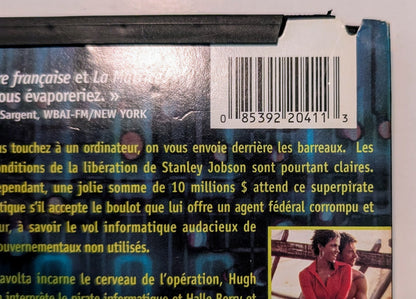 re française et La Mat
ous évaporeriez. »
Sargent, WBAI-FM/NEW YORK
0 85392 20411 3
us touchez à un ordinateur, on vous envoie derrière les barreaux. Les
onditions de la libération de Stanley Jobson sont pourtant claires.
ependant, une jolie somme de 10 millions $ attend ce superpirate
tique s'il accepte le boulot que lui offre un agent fédéral corrompu et
ur, à savoir le vol informatique audacieux de
ouvernementaux non utilisés.
avolta incarne le cerveau de l'opération, Hugh
interprète le pirate informatique et Halle Berry et